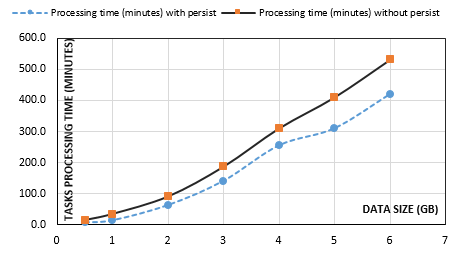 Processing time (minutes) with persist Processing time (minutes) without persist
600.0
500.0
400.0
300.0
200.0
100.0
0.0
TASKS PROCESSING TIME (MINUTES)
DATA SIZE (GB)
0 1 2 3 4 5 6 7